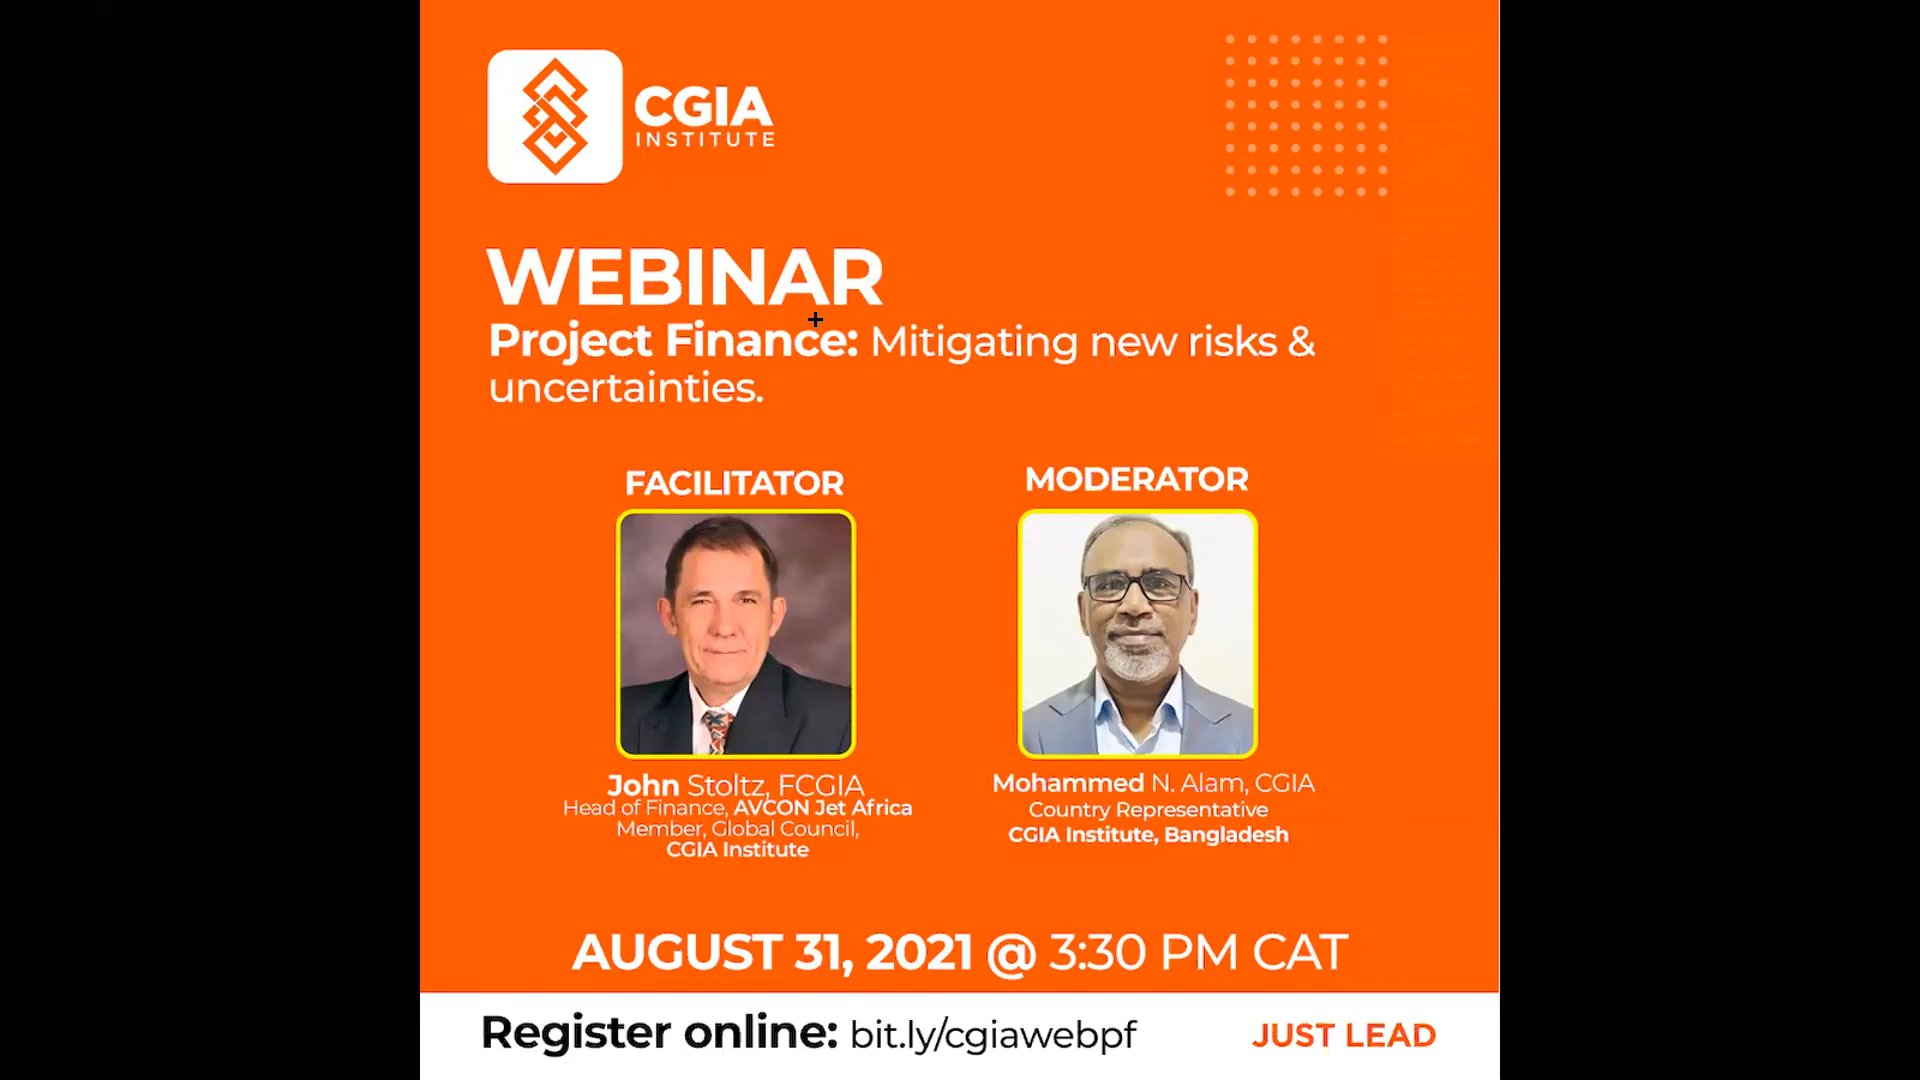 CGIA
INSTITUTE
WEBINAR
Project Finance: Mitigating new risks &
uncertainties.
FACILITATOR
John Stoltz, FCGIA
Head of Finance, AVCON Jet Africa
Member, Global Council,
CGIA Institute
MODERATOR
Mohammed N. Alam, CGIA
Country Representative
CGIA Institute, Bangladesh
AUGUST 31, 2021 @ 3:30 PM CAT
Register online: bit.ly/cgiawebpf
JUST LEAD